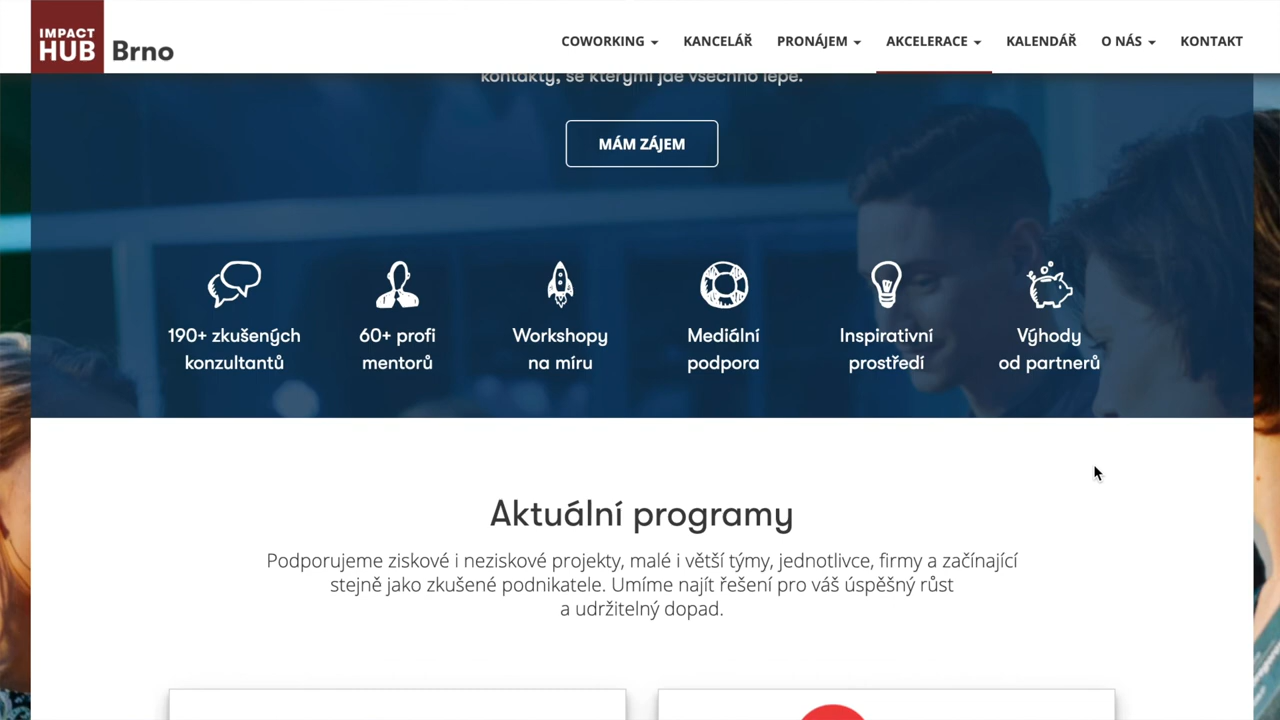 IMPACT
HUB
Brno
COWORKING
KANCELÁŘ
PRONÁJEM
AKCELERACE
KALENDÁŘ
O NÁS
KONTAKT
kontakty, se kterými jde všechno lépe.
MÁM ZÁJEM
190+ zkušených
konzultantů
60+ profi
mentorů
Workshopy
na míru
Mediální
podpora
Inspirativní
prostředí
Výhody
od partnerů
Aktuální programy
Podporujeme ziskové i neziskové projekty, malé i větší týmy, jednotlivce, firmy a začínající
stejně jako zkušené podnikatele. Umíme najít řešení pro váš úspěšný růst
a udržitelný dopad.